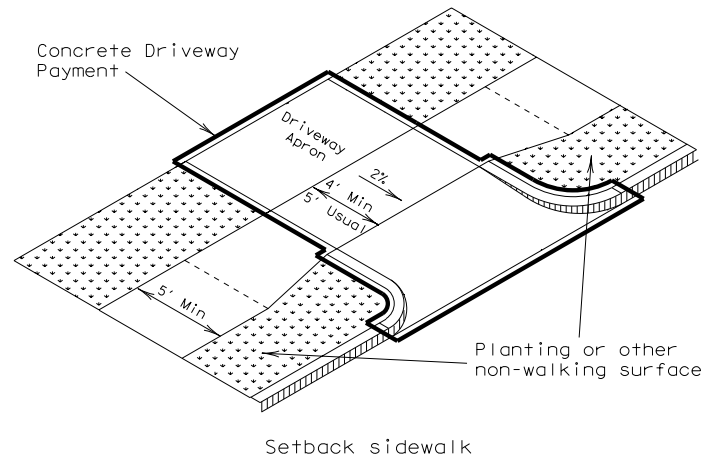 Concrete Driveway
Payment
Driveway
Apron
2%
4' Min
5' Usual
5' Min
Planting or other
non-walking surface
Setback sidewalk